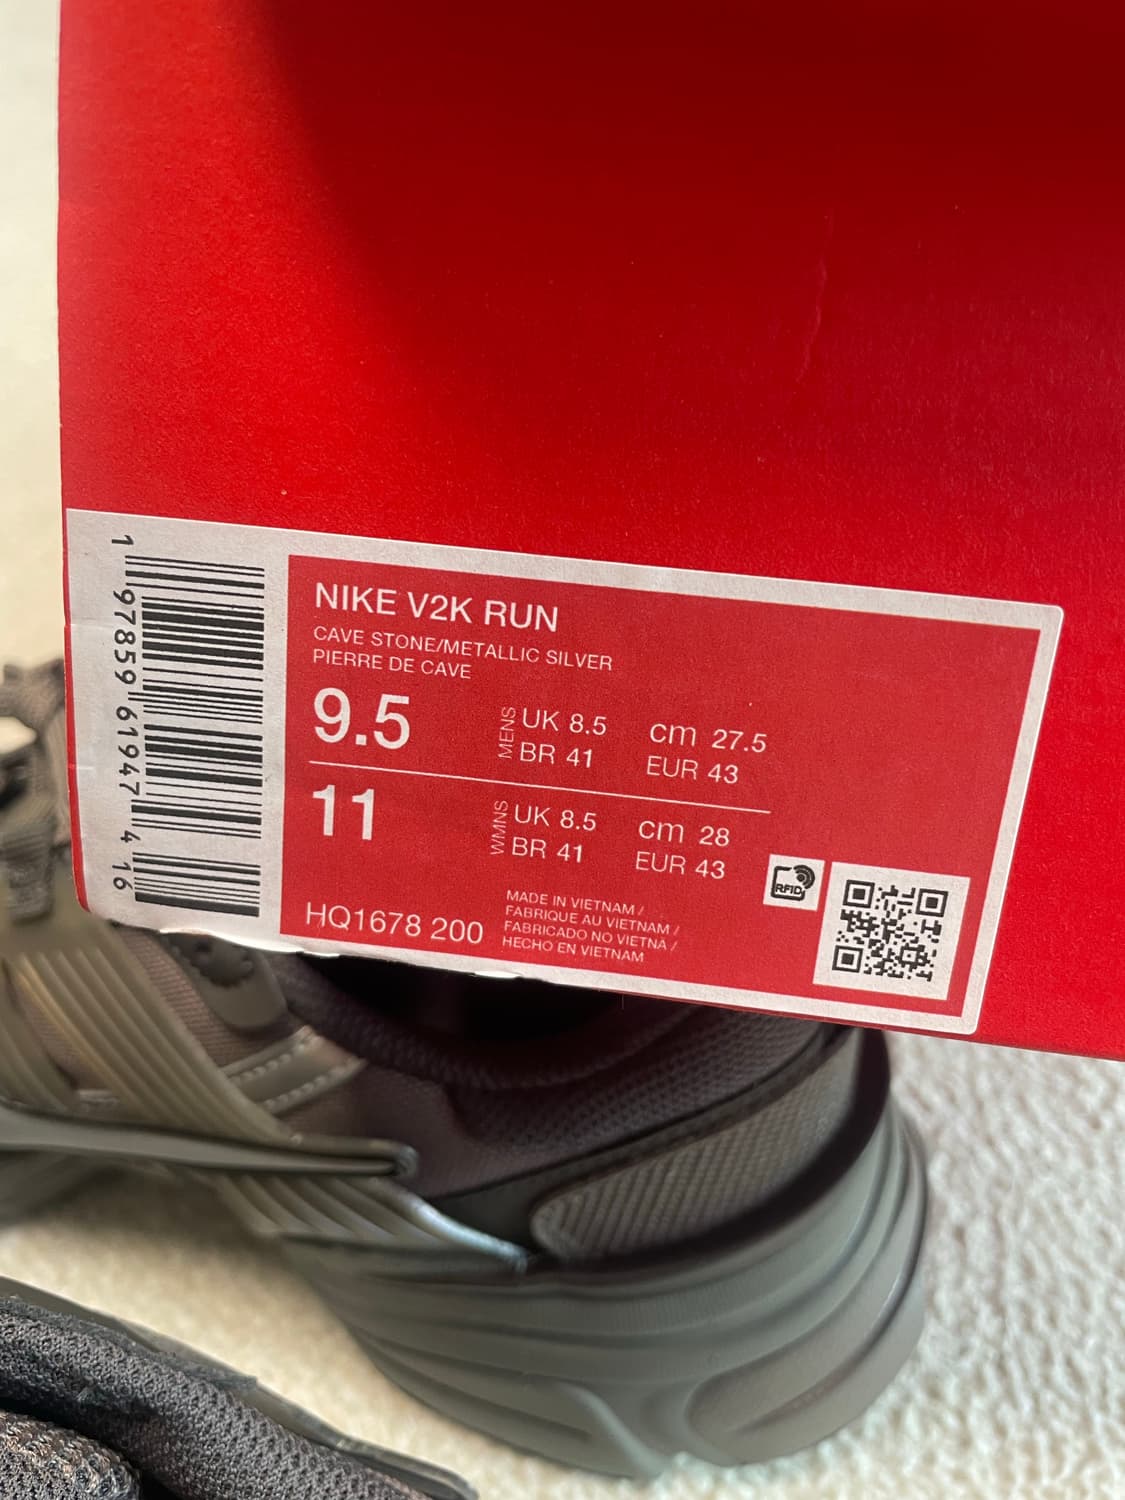 1 97859 61947 4 16
NIKE V2K RUN
CAVE STONE/METALLIC SILVER
PIERRE DE CAVE
9.5 MENS UK 8.5 cm 27.5
BR 41 EUR 43
11 WMNS UK 8.5 cm 28
BR 41 EUR 43
HQ1678 200
MADE IN VIETNAM /
FABRIQUE AU VIETNAM /
FABRICADO NO VIETNÃ /
HECHO EN VIETNAM
RFID